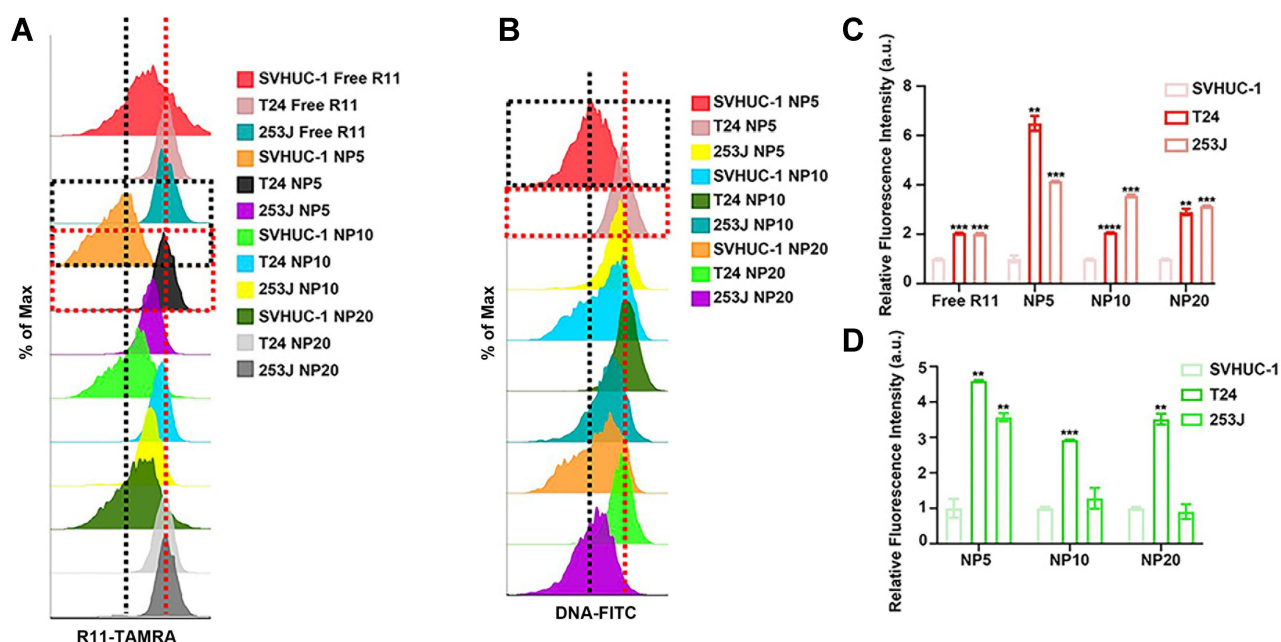 A
% of Max
R11-TAMRA
SVHUC-1 Free R11
T24 Free R11
253J Free R11
SVHUC-1 NP5
T24 NP5
253J NP5
SVHUC-1 NP10
T24 NP10
253J NP10
SVHUC-1 NP20
T24 NP20
253J NP20
B
% of Max
DNA-FITC
SVHUC-1 NP5
T24 NP5
253J NP5
SVHUC-1 NP10
T24 NP10
253J NP10
SVHUC-1 NP20
T24 NP20
253J NP20
C
Relative Fluorescence Intensity (a.u.)
8
6
4
2
0
SVHUC-1
T24
253J
*** ***
** ***
**** ***
** ***
Free R11 NP5 NP10 NP20
D
Relative Fluorescence Intensity (a.u.)
5
4
3
2
1
0
SVHUC-1
T24
253J
** **
***
**
NP5 NP10 NP20